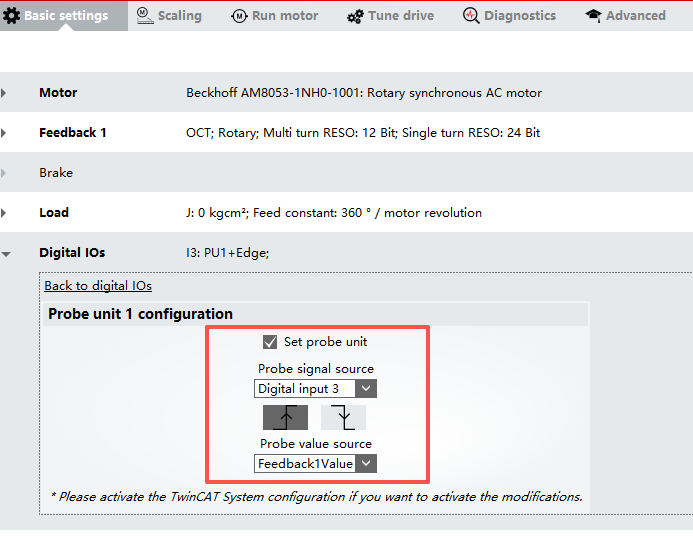 Basic settings Scaling Run motor Tune drive Diagnostics Advanced
Motor Beckhoff AM8053-1NH0-1001: Rotary synchronous AC motor
Feedback 1 OCT; Rotary; Multi turn RESO: 12 Bit; Single turn RESO: 24 Bit
Brake
Load J: 0 kgcm²; Feed constant: 360 ° / motor revolution
Digital IOs I3: PU1+Edge;
Back to digital IOs
Probe unit 1 configuration
Set probe unit
Probe signal source
Digital input 3
Probe value source
Feedback1Value
* Please activate the TwinCAT System configuration if you want to activate the modifications.